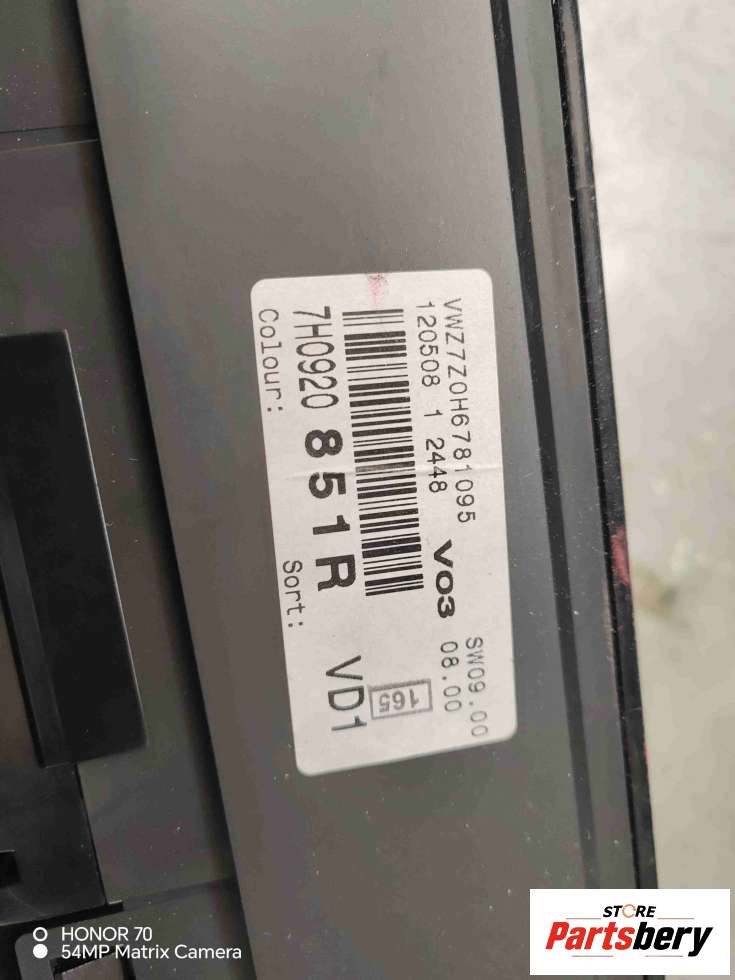 VWZ7Z0H6781095 SW09.00
120508 1 2448 V03 08.00
165
7H0920 851R VD1
Colour: Sort:
HONOR 70
54MP Matrix Camera
STORE
Partsbery